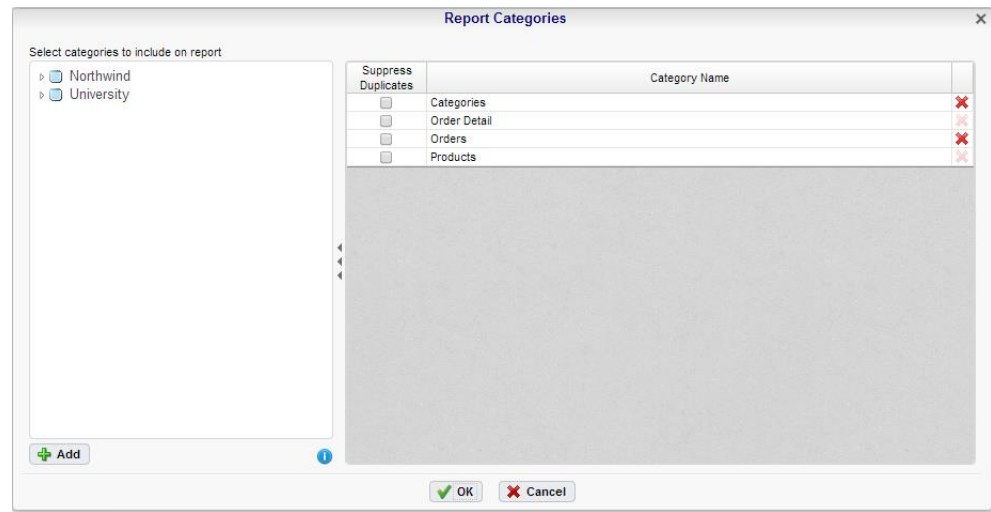 Report Categories
Select categories to include on report
Northwind
University
Suppress Duplicates
Category Name
Categories
Order Detail
Orders
Products
Add
OK
Cancel